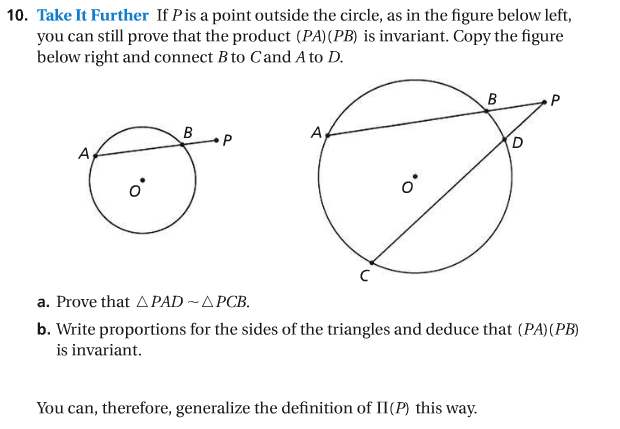 10. Take It Further If P is a point outside the circle, as in the figure below left,
you can still prove that the product (PA)(PB) is invariant. Copy the figure
below right and connect B to C and A to D.
A
B
P
O
A
B
P
D
O
C
a. Prove that △PAD ~ △PCB.
b. Write proportions for the sides of the triangles and deduce that (PA)(PB)
is invariant.
You can, therefore, generalize the definition of Π(P) this way.